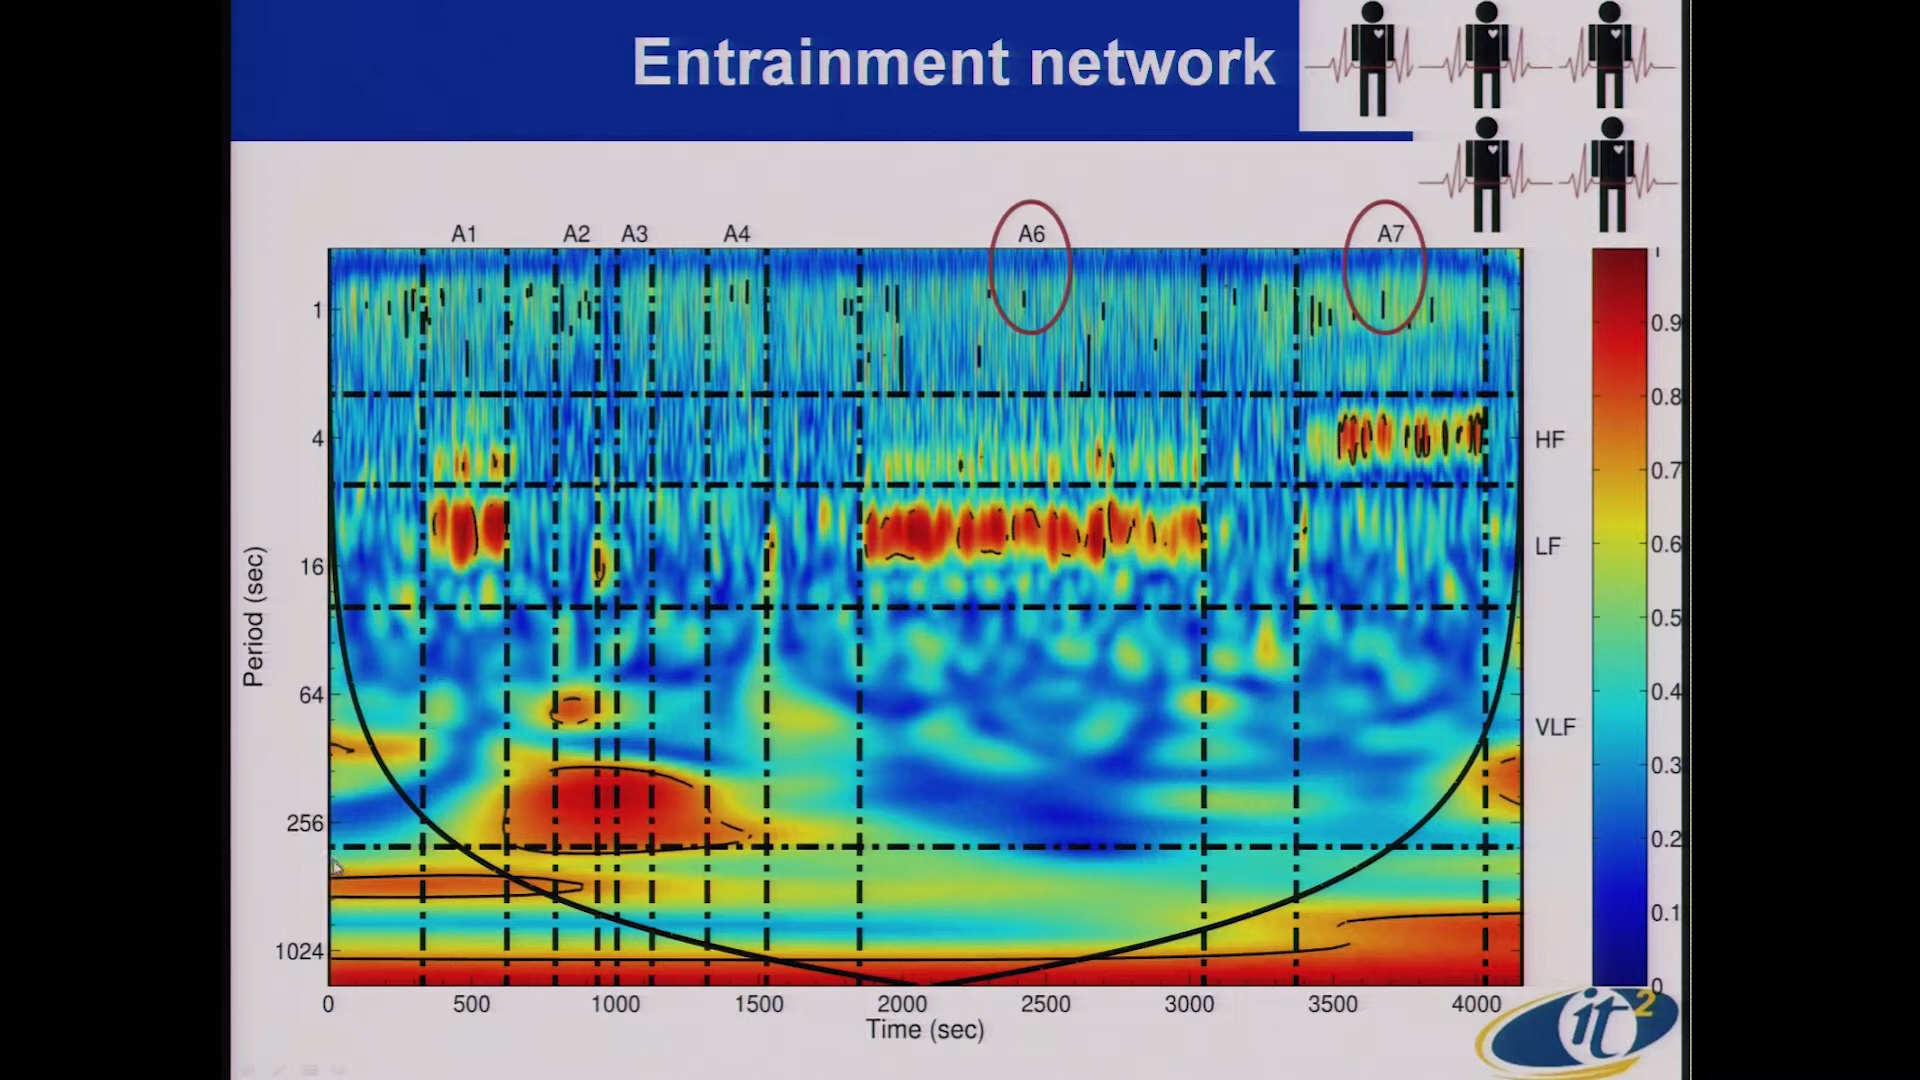 Entrainment network
A1 A2 A3 A4 A6 A7
1
4
16
64
256
1024
Period (sec)
0 500 1000 1500 2000 2500 3000 3500 4000
Time (sec)
HF
LF
VLF
1
0.9
0.8
0.7
0.6
0.5
0.4
0.3
0.2
0.1
0
it2